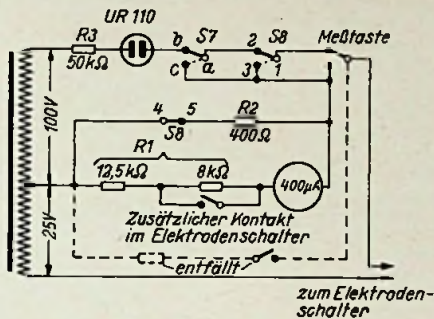 UR 110
R3
50kΩ
b
S7
2
S8
Meßtaste
c
a
3
1
100V
4
5
S8
R2
400Ω
R1
12,5kΩ
8kΩ
400µA
Zusätzlicher Kontakt
im Elektrodenschalter
25V
entfällt
zum Elektroden-
schalter